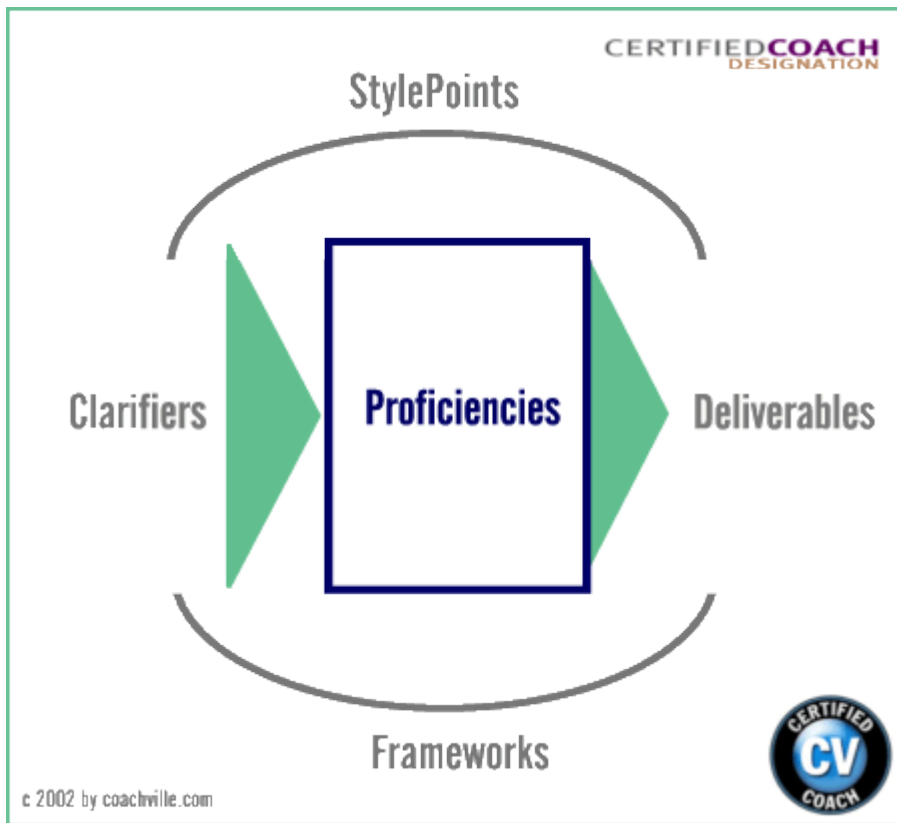 CERTIFIEDCOACH
DESIGNATION
StylePoints
Clarifiers
Proficiencies
Deliverables
Frameworks
c 2002 by coachville.com
CERTIFIED
CV
COACH